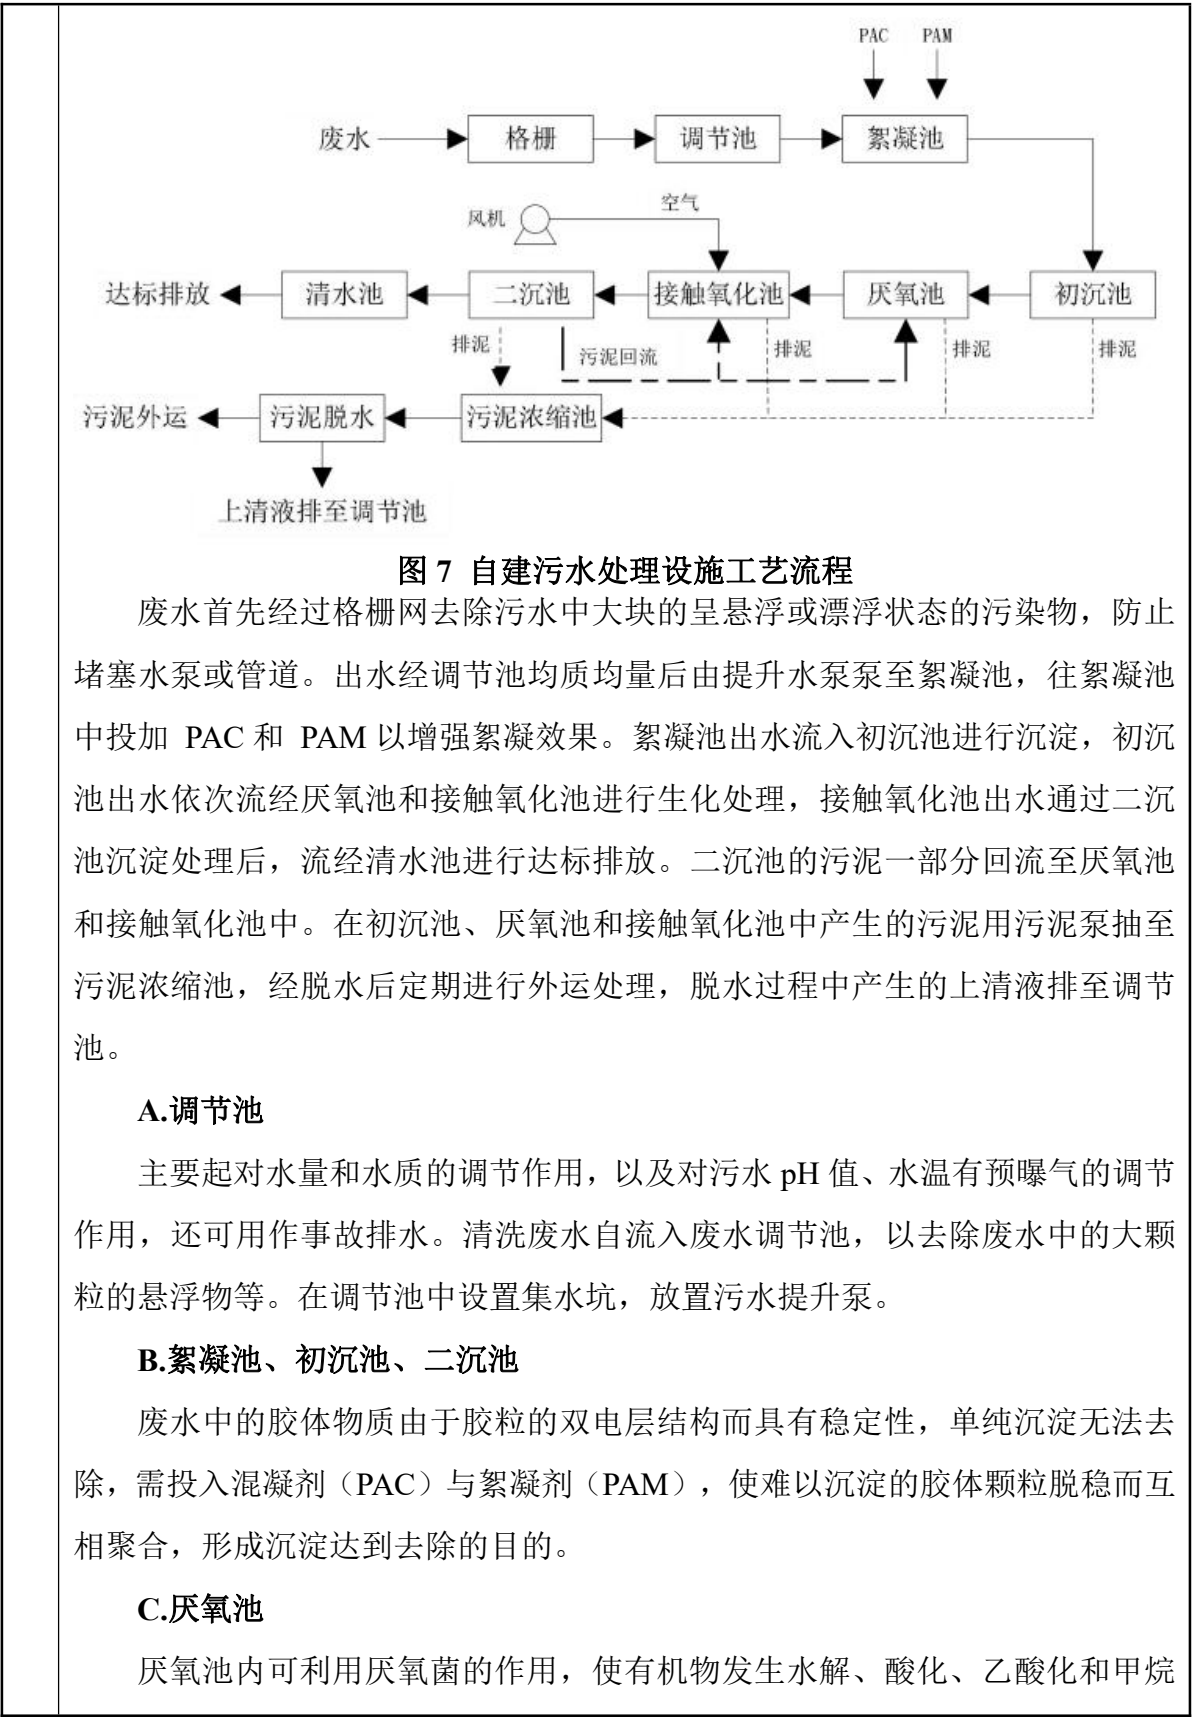 PAC PAM
废水 格栅 调节池 絮凝池
风机 空气
达标排放 清水池 二沉池 接触氧化池 厌氧池 初沉池
排泥 污泥回流 排泥 排泥 排泥
污泥外运 污泥脱水 污泥浓缩池
上清液排至调节池
图 7 自建污水处理设施工艺流程
废水首先经过格栅网去除污水中大块的呈悬浮或漂浮状态的污染物，防止
堵塞水泵或管道。出水经调节池均质均量后由提升水泵泵至絮凝池，往絮凝池
中投加 PAC 和 PAM 以增强絮凝效果。絮凝池出水流入初沉池进行沉淀，初沉
池出水依次流经厌氧池和接触氧化池进行生化处理，接触氧化池出水通过二沉
池沉淀处理后，流经清水池进行达标排放。二沉池的污泥一部分回流至厌氧池
和接触氧化池中。在初沉池、厌氧池和接触氧化池中产生的污泥用污泥泵抽至
污泥浓缩池，经脱水后定期进行外运处理，脱水过程中产生的上清液排至调节
池。
A.调节池
主要起对水量和水质的调节作用，以及对污水 pH 值、水温有预曝气的调节
作用，还可用作事故排水。清洗废水自流入废水调节池，以去除废水中的大颗
粒的悬浮物等。在调节池中设置集水坑，放置污水提升泵。
B.絮凝池、初沉池、二沉池
废水中的胶体物质由于胶粒的双电层结构而具有稳定性，单纯沉淀无法去
除，需投入混凝剂（PAC）与絮凝剂（PAM），使难以沉淀的胶体颗粒脱稳而互
相聚合，形成沉淀达到去除的目的。
C.厌氧池
厌氧池内可利用厌氧菌的作用，使有机物发生水解、酸化、乙酸化和甲烷